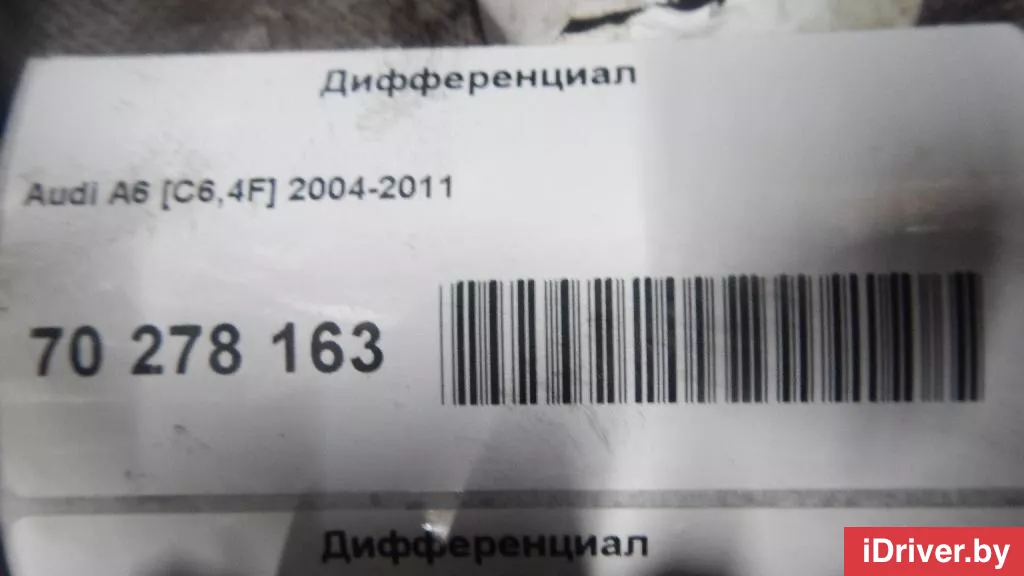 Дифференциал
Audi A6 [C6,4F] 2004-2011
70 278 163
Дифференциал
iDriver.by